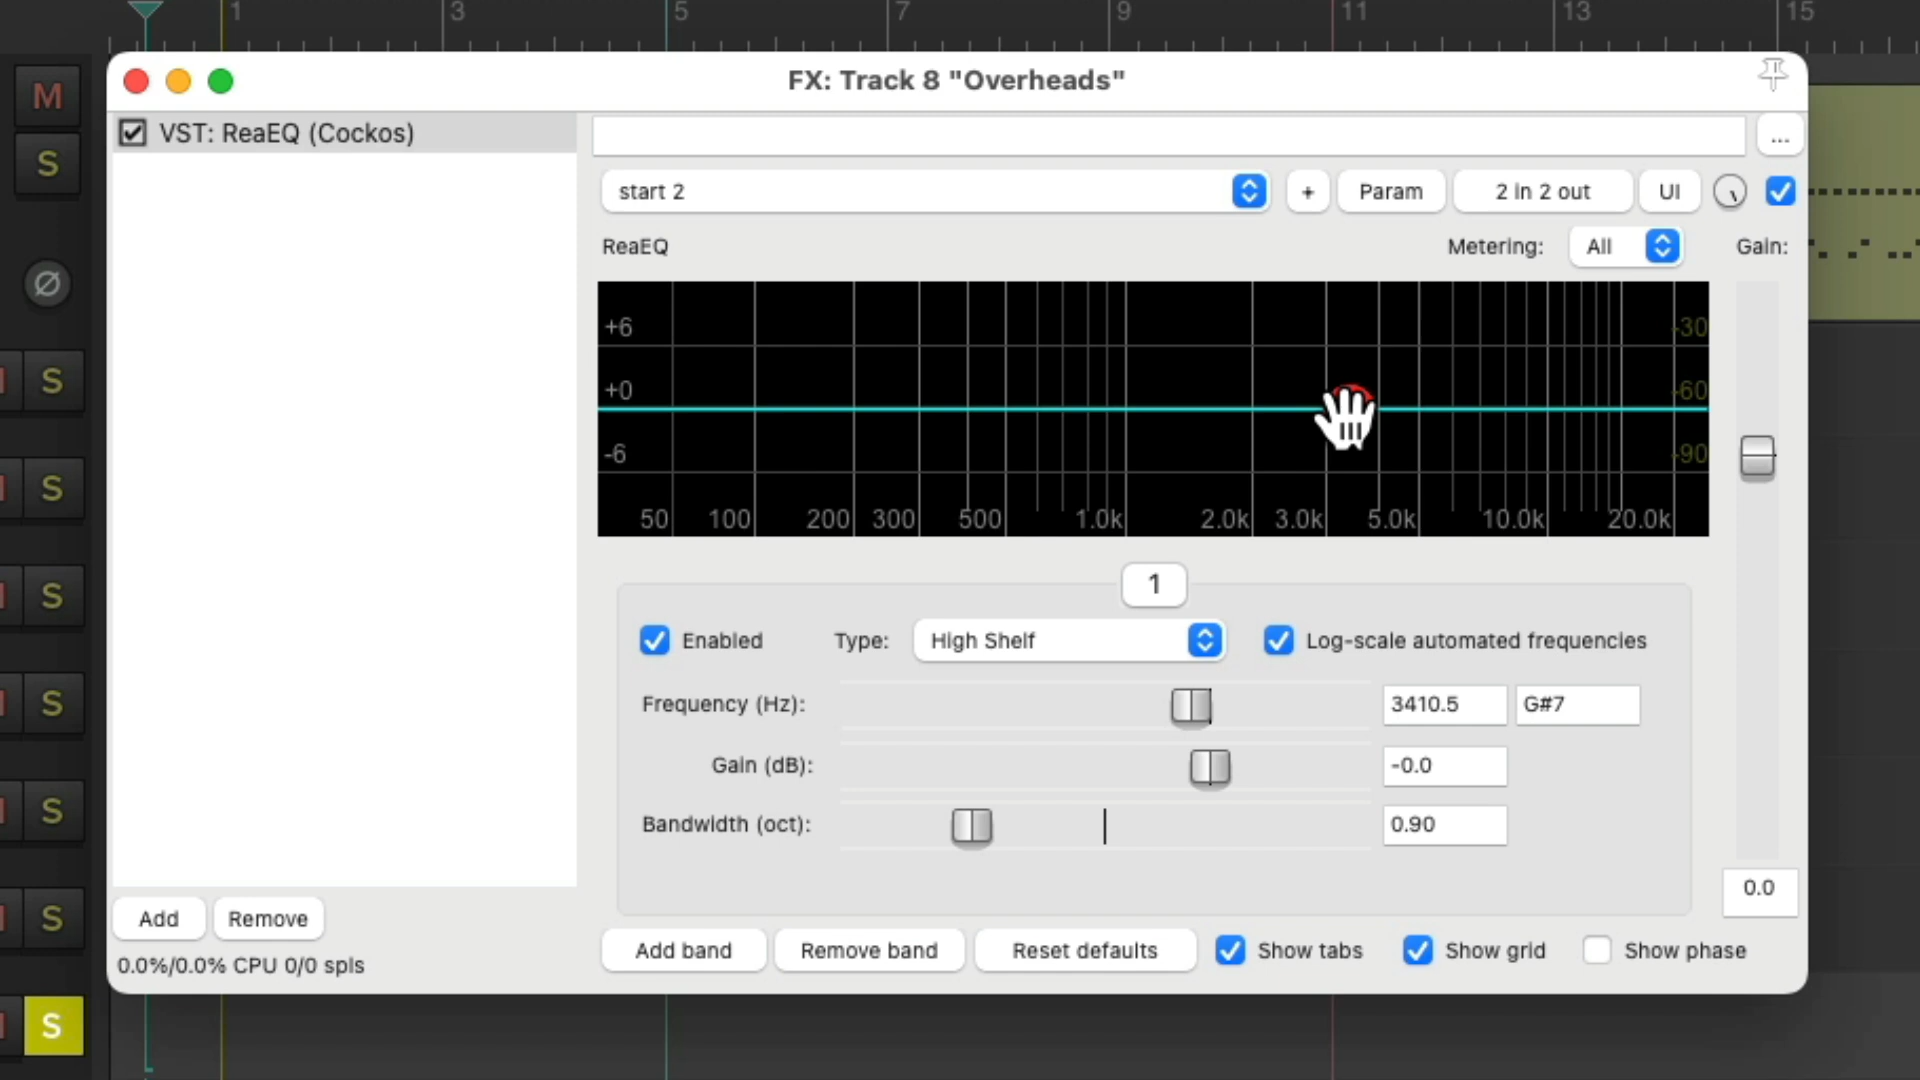 1 3 5 7 9 11 13 15
FX: Track 8 "Overheads"
M
VST: ReaEQ (Cockos)
...
S
start 2
+
Param
2 in 2 out
UI
ReaEQ
Metering:
All
Gain:
+6
-30
+0
-60
-6
-90
50 100 200 300 500 1.0k 2.0k 3.0k 5.0k 10.0k 20.0k
S
S
S
S
S
S
S
1
Enabled
Type:
High Shelf
Log-scale automated frequencies
Frequency (Hz):
3410.5
G#7
Gain (dB):
-0.0
Bandwidth (oct):
0.90
0.0
Add
Remove
Add band
Remove band
Reset defaults
Show tabs
Show grid
Show phase
0.0%/0.0% CPU 0/0 spls